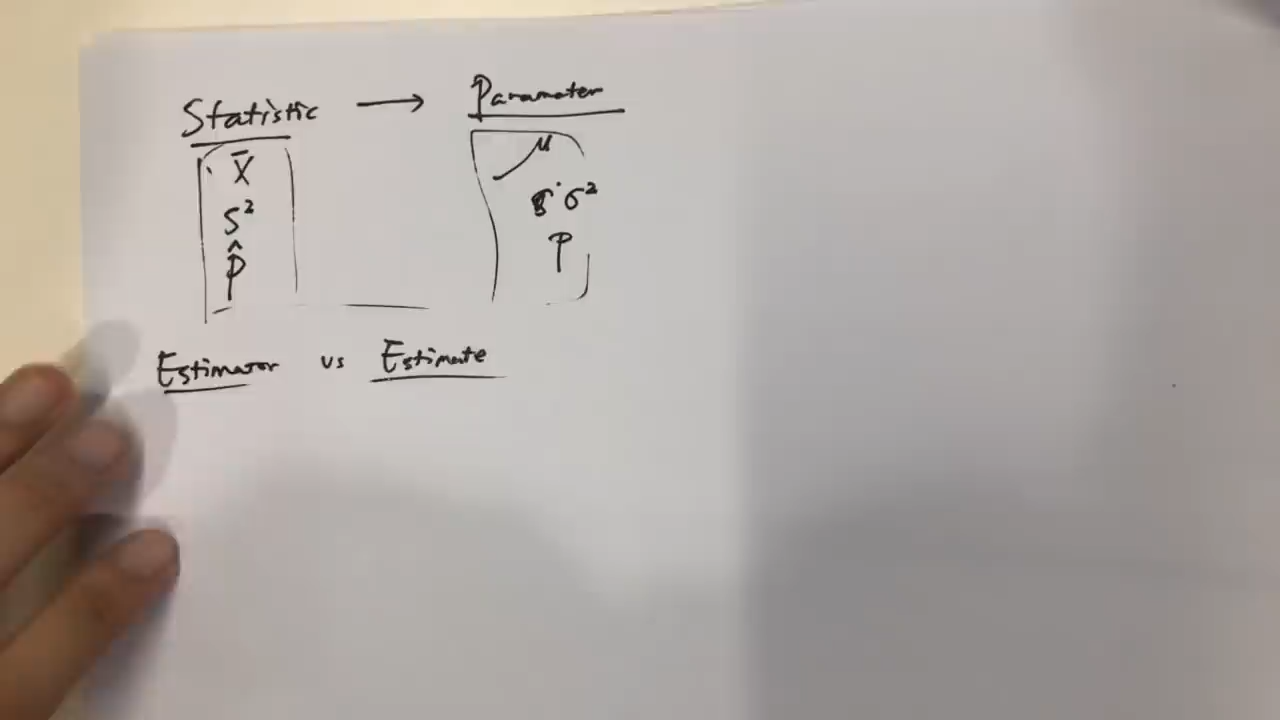 Statistic → Parameter
X̄ μ
S² σ²
p̂ p
Estimator vs Estimate